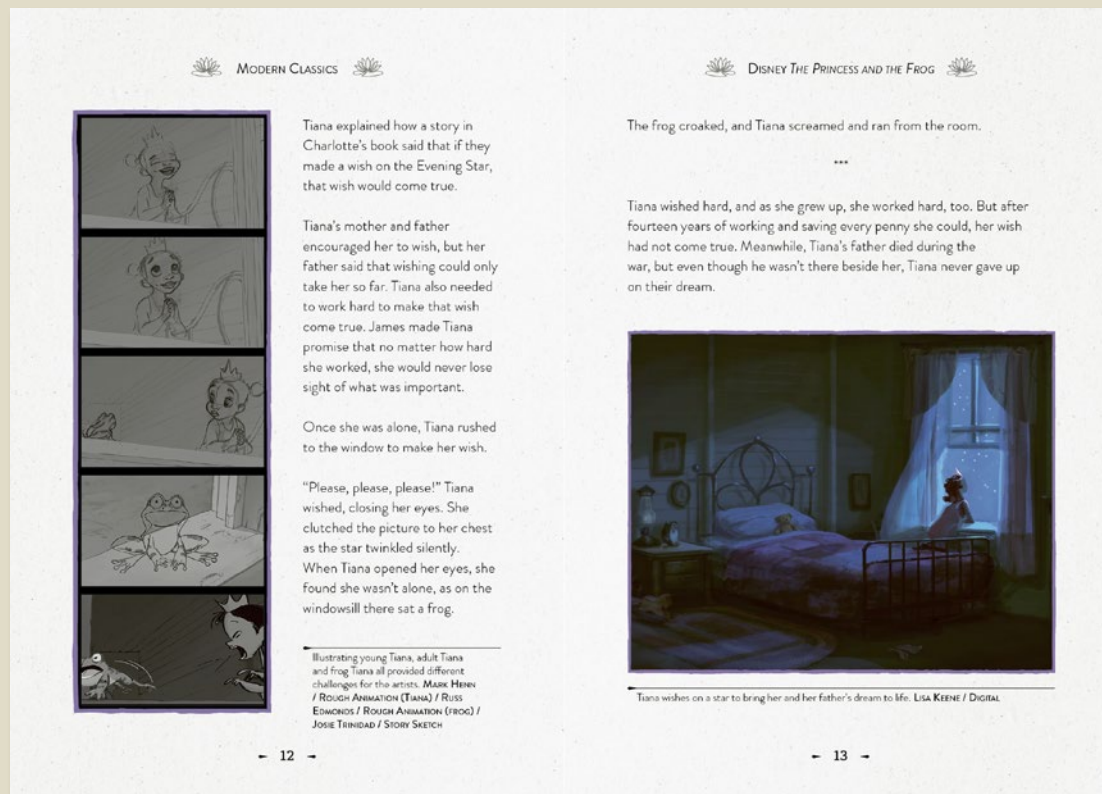 MODERN CLASSICS
Tiana explained how a story in
Charlotte's book said that if they
made a wish on the Evening Star,
that wish would come true.
Tiana's mother and father
encouraged her to wish, but her
father said that wishing could only
take her so far. Tiana also needed
to work hard to make that wish
come true. James made Tiana
promise that no matter how hard
she worked, she would never lose
sight of what was important.
Once she was alone, Tiana rushed
to the window to make her wish.
“Please, please, please!” Tiana
wished, closing her eyes. She
clutched the picture to her chest
as the star twinkled silently.
When Tiana opened her eyes, she
found she wasn't alone, as on the
windowsill there sat a frog.
Illustrating young Tiana, adult Tiana
and frog Tiana all provided different
challenges for the artists. MARK HENN
/ ROUGH ANIMATION (TIANA) / RUSS
EDMONDS / ROUGH ANIMATION (FROG) /
JOSIE TRINIDAD / STORY SKETCH
12
DISNEY THE PRINCESS AND THE FROG
The frog croaked, and Tiana screamed and ran from the room.
•••
Tiana wished hard, and as she grew up, she worked hard, too. But after
fourteen years of working and saving every penny she could, her wish
had not come true. Meanwhile, Tiana's father died during the
war, but even though he wasn't there beside her, Tiana never gave up
on their dream.
Tiana wishes on a star to bring her and her father's dream to life. LISA KEENE / DIGITAL
13